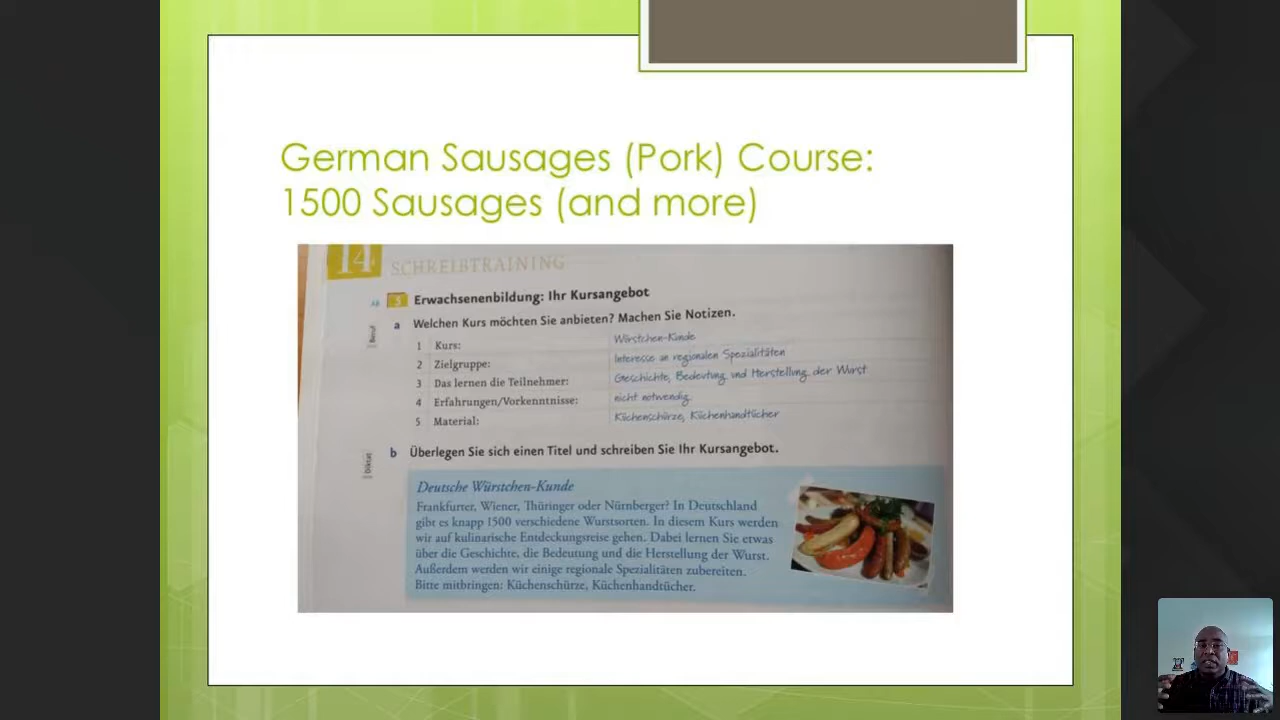 German Sausages (Pork) Course:
1500 Sausages (and more)
14 SCHREIBTRAINING
AB 3 Erwachsenenbildung: Ihr Kursangebot
Beruf
a Welchen Kurs möchten Sie anbieten? Machen Sie Notizen.
1 Kurs: Würstchen-Kunde
2 Zielgruppe: Interesse an regionalen Spezialitäten
3 Das lernen die Teilnehmer: Geschichte, Bedeutung und Herstellung der Wurst
4 Erfahrungen/Vorkenntnisse: nicht notwendig
5 Material: Küchenschürze, Küchenhandtücher
Diktat
b Überlegen Sie sich einen Titel und schreiben Sie Ihr Kursangebot.
Deutsche Würstchen-Kunde
Frankfurter, Wiener, Thüringer oder Nürnberger? In Deutschland
gibt es knapp 1500 verschiedene Wurstsorten. In diesem Kurs werden
wir auf kulinarische Entdeckungsreise gehen. Dabei lernen Sie etwas
über die Geschichte, die Bedeutung und die Herstellung der Wurst.
Außerdem werden wir einige regionale Spezialitäten zubereiten.
Bitte mitbringen: Küchenschürze, Küchenhandtücher.